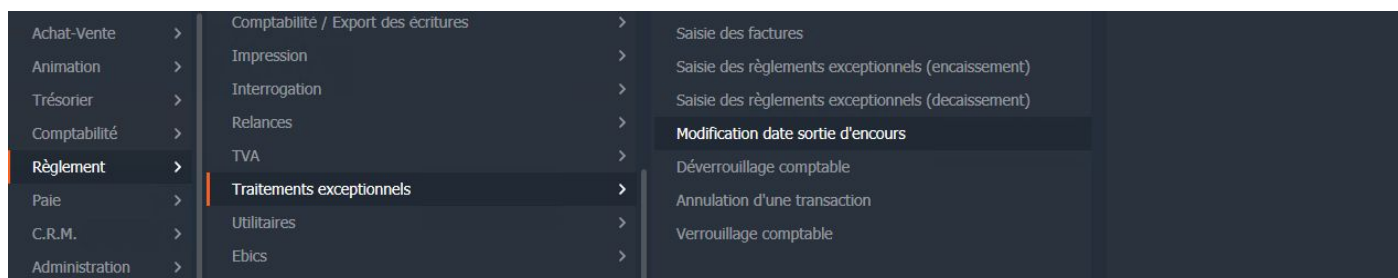 Achat-Vente
Animation
Trésorier
Comptabilité
Règlement
Paie
C.R.M.
Administration
Comptabilité / Export des écritures
Impression
Interrogation
Relances
TVA
Traitements exceptionnels
Utilitaires
Ebics
Saisie des factures
Saisie des règlements exceptionnels (encaissement)
Saisie des règlements exceptionnels (decaissement)
Modification date sortie d'encours
Déverrouillage comptable
Annulation d'une transaction
Verrouillage comptable